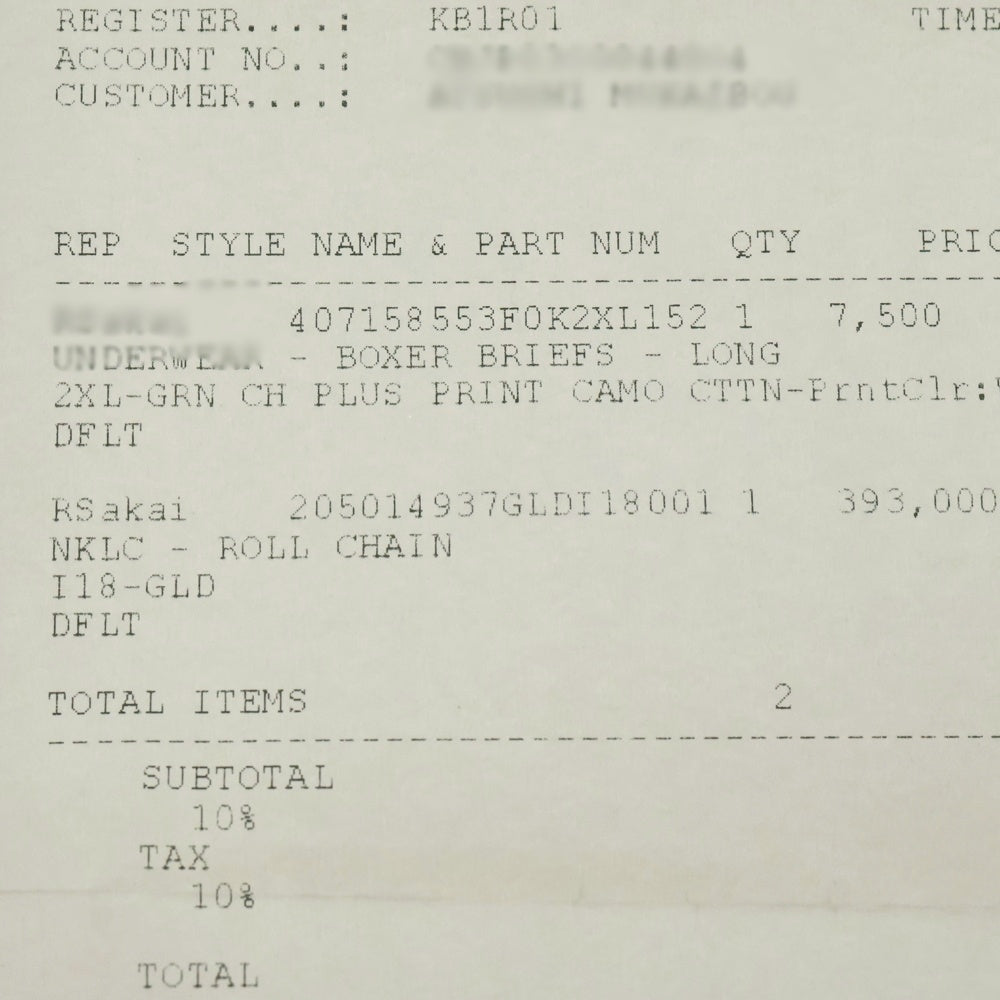 REGISTER....: KB1R01 TIME
ACCOUNT NO..:
CUSTOMER....:
REP STYLE NAME & PART NUM QTY PRIC
407158553F0K2XL152 1 7,500
UNDERWEAR - BOXER BRIEFS - LONG
2XL-GRN CH PLUS PRINT CAMO CTTN-PrntClr:
DFLT
RSakai 205014937GLDI18001 1 393,000
NKLC - ROLL CHAIN
I18-GLD
DFLT
TOTAL ITEMS 2
SUBTOTAL
10%
TAX
10%
TOTAL